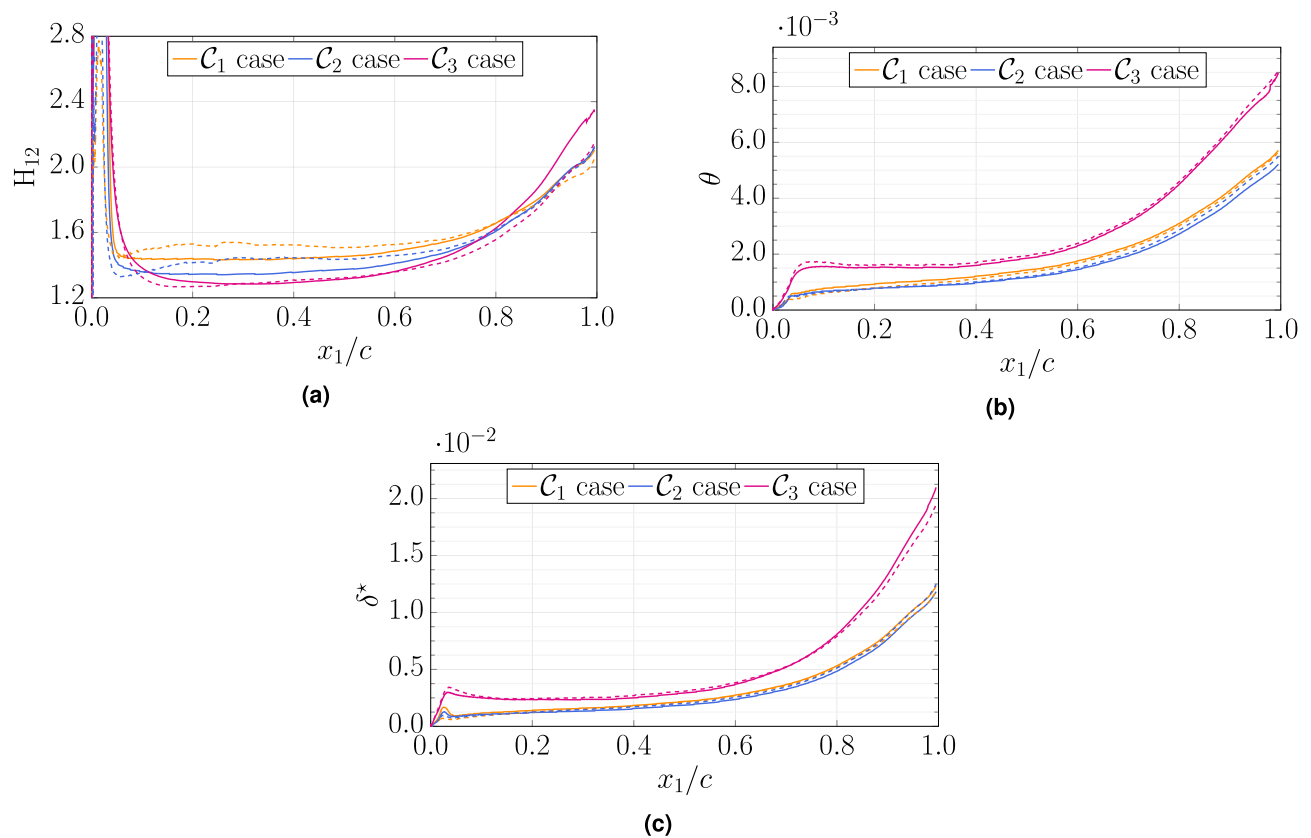 2.8
2.4
2.0
1.6
1.2
H₁₂
𝒞₁ case 𝒞₂ case 𝒞₃ case
0.0 0.2 0.4 0.6 0.8 1.0
x₁/c
(a)
·10⁻³
8.0
6.0
4.0
2.0
0.0
θ
𝒞₁ case 𝒞₂ case 𝒞₃ case
0.0 0.2 0.4 0.6 0.8 1.0
x₁/c
(b)
·10⁻²
2.0
1.5
1.0
0.5
0.0
δ⋆
𝒞₁ case 𝒞₂ case 𝒞₃ case
0.0 0.2 0.4 0.6 0.8 1.0
x₁/c
(c)